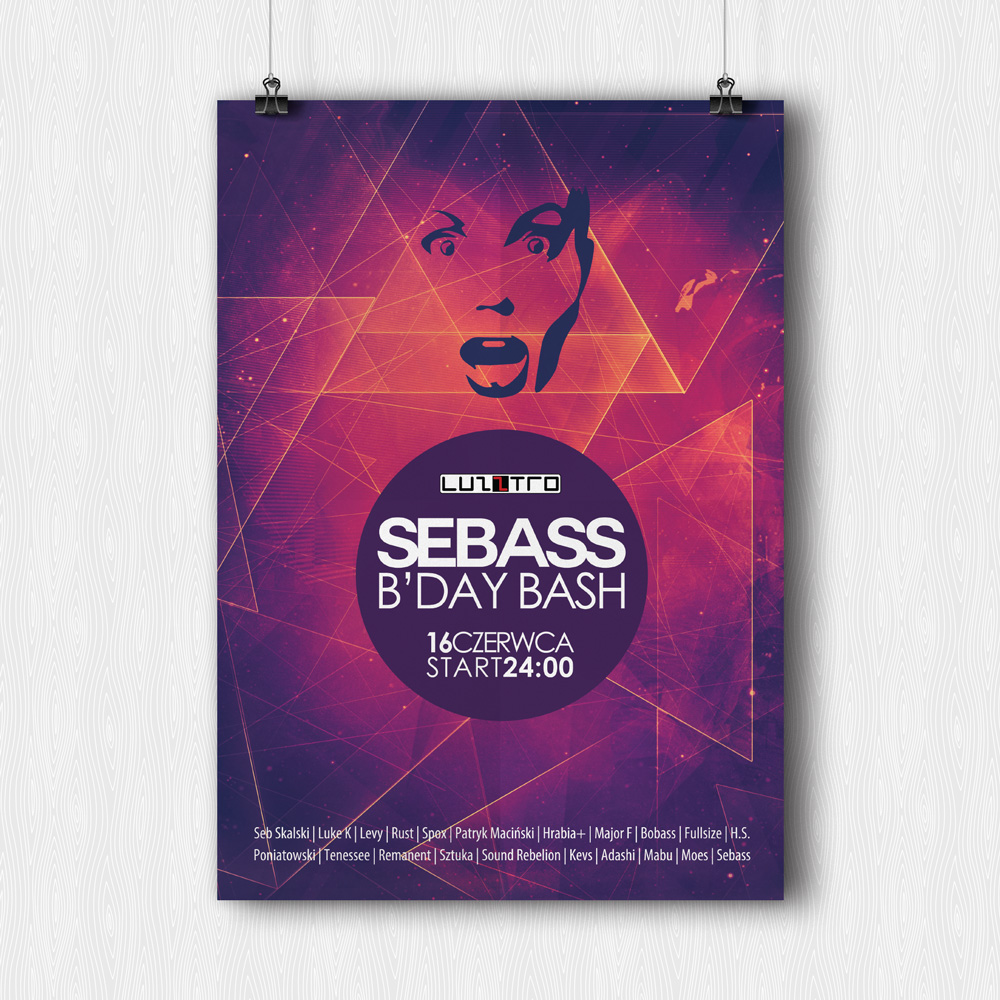 LUZZTRO
SEBASS
B'DAY BASH
16CZERWCA
START24:00
Seb Skalski | Luke K | Levy | Rust | Spox | Patryk Maciński | Hrabia+ | Major F | Bobass | Fullsize | H.S.
Poniatowski | Tenessee | Remanent | Sztuka | Sound Rebelion | Kevs | Adashi | Mabu | Moes | Sebass